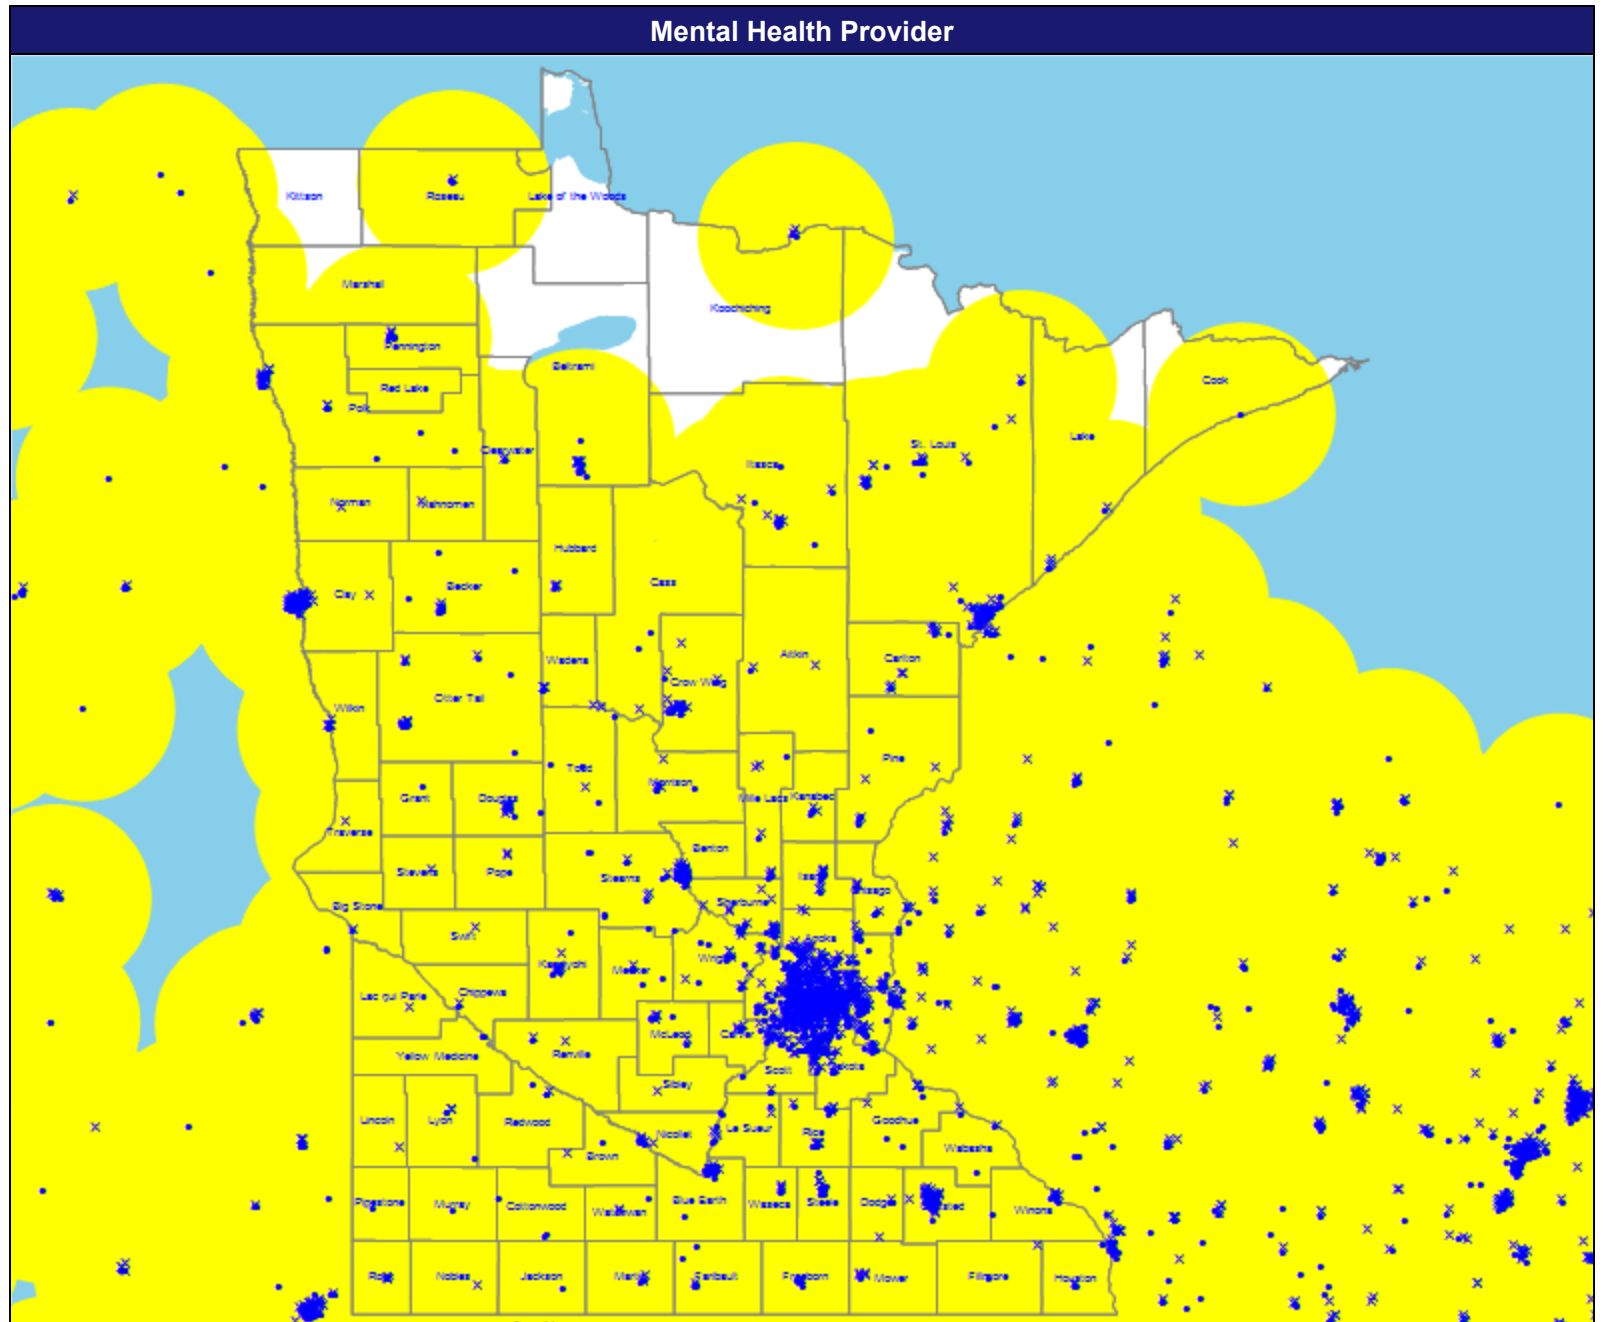 Mental Health Provider
Kittson
Roseau
Lake of the Woods
Marshall
Koochiching
Pennington
Beltrami
Red Lake
Polk
Cook
Clearwater
St. Louis
Lake
Itasca
Norman
Mahnomen
Hubbard
Cass
Clay
Becker
Wadena
Aitkin
Carlton
Crow Wing
Otter Tail
Wilkin
Pine
Todd
Morrison
Grant
Douglas
Mille Lacs
Kanabec
Traverse
Benton
Stevens
Pope
Stearns
Isanti
Chisago
Big Stone
Sherburne
Swift
Anoka
Kandiyohi
Meeker
Wright
Lac qui Parle
Chippewa
McLeod
Carver
Yellow Medicine
Renville
Scott
Dakota
Sibley
Lincoln
Lyon
Redwood
Nicollet
Le Sueur
Rice
Goodhue
Wabasha
Brown
Pipestone
Murray
Cottonwood
Watonwan
Blue Earth
Waseca
Steele
Dodge
Olmsted
Winona
Rock
Nobles
Jackson
Martin
Faribault
Freeborn
Mower
Fillmore
Houston